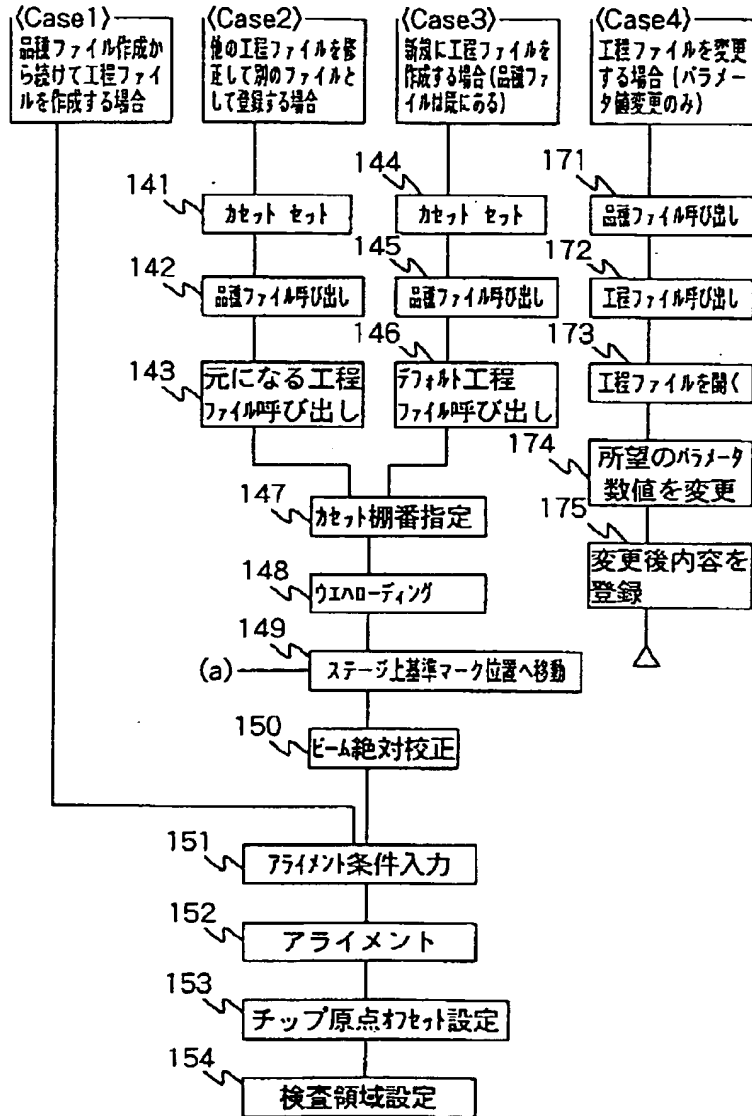 〈Case1〉
品種ファイル作成か
ら続けて工程ファイ
ルを作成する場合
〈Case2〉
他の工程ファイルを修
正して別のファイルと
して登録する場合
〈Case3〉
新規に工程ファイルを
作成する場合(品種ファ
イルは既にある)
〈Case4〉
工程ファイルを変更
する場合(パラメー
タ値変更のみ)
141
カセット セット
144
カセット セット
171
品種ファイル呼び出し
142
品種ファイル呼び出し
145
品種ファイル呼び出し
172
工程ファイル呼び出し
143
元になる工程
ファイル呼び出し
146
デフォルト工程
ファイル呼び出し
173
工程ファイルを開く
174
所望のパラメータ
数値を変更
147
カセット棚番指定
175
変更後内容を
登録
148
ウエハローディング
149
(a)
ステージ上基準マーク位置へ移動
150
ビーム絶対校正
151
アライメント条件入力
152
アライメント
153
チップ原点オフセット設定
154
検査領域設定